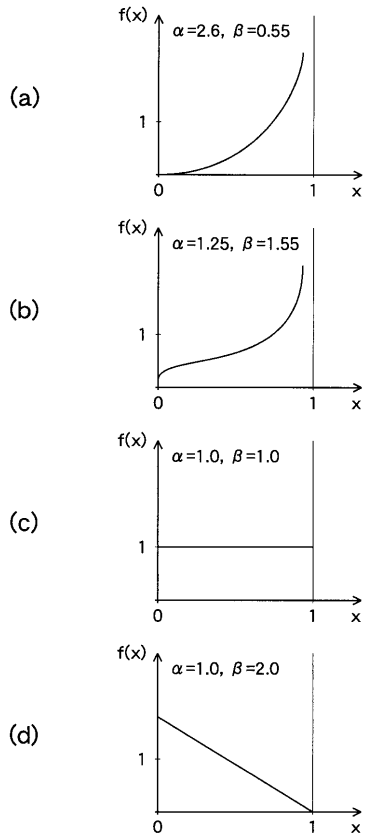 (a)
f(x)
α=2.6, β=0.55
1
0
1
x
(b)
f(x)
α=1.25, β=1.55
1
0
1
x
(c)
f(x)
α=1.0, β=1.0
1
0
1
x
(d)
f(x)
α=1.0, β=2.0
1
0
1
x